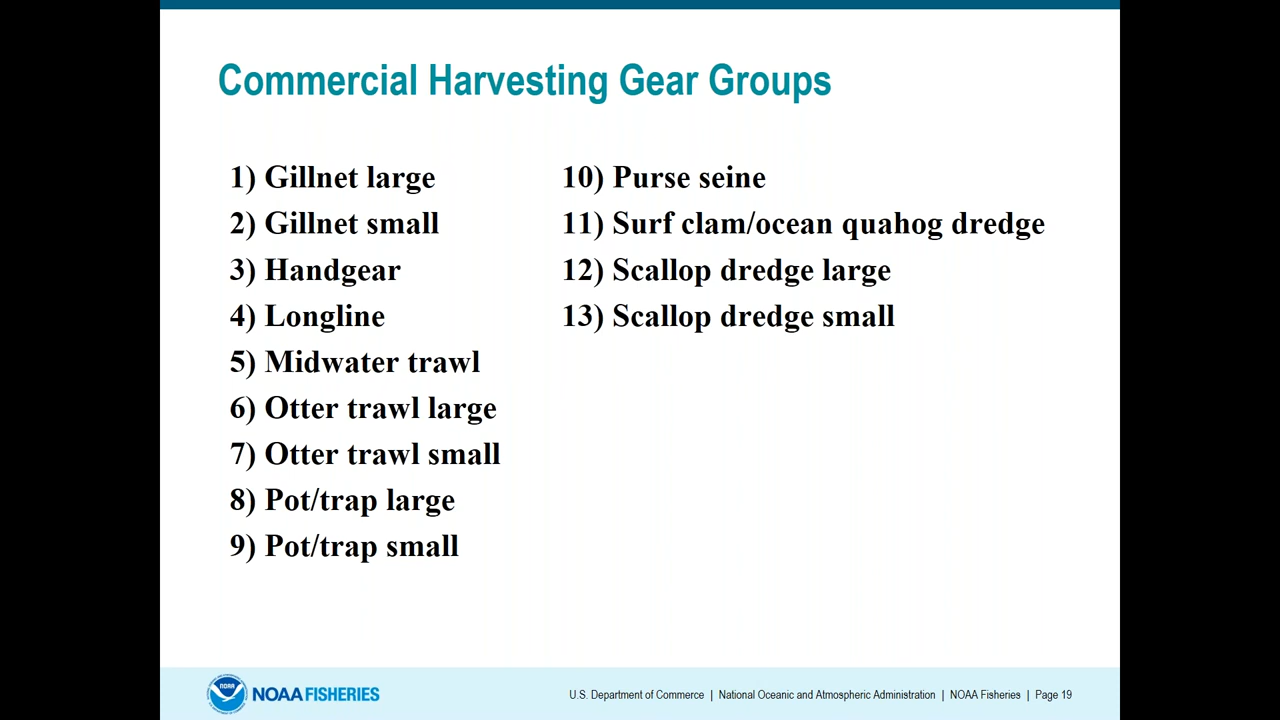 Commercial Harvesting Gear Groups
1) Gillnet large
2) Gillnet small
3) Handgear
4) Longline
5) Midwater trawl
6) Otter trawl large
7) Otter trawl small
8) Pot/trap large
9) Pot/trap small
10) Purse seine
11) Surf clam/ocean quahog dredge
12) Scallop dredge large
13) Scallop dredge small
NOAA
NOAA FISHERIES
U.S. Department of Commerce | National Oceanic and Atmospheric Administration | NOAA Fisheries | Page 19